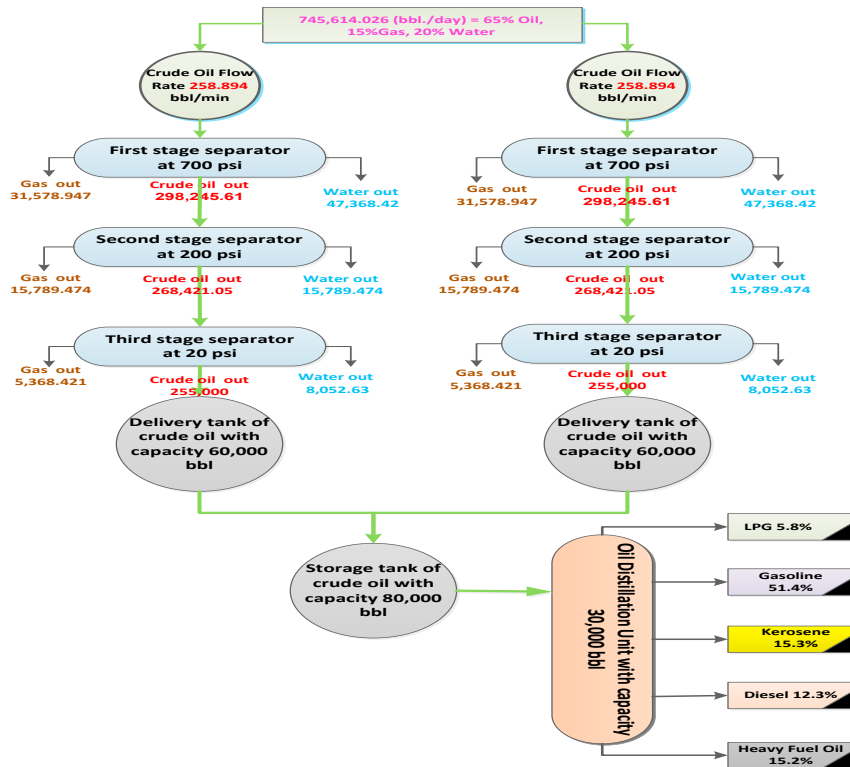 745,614.026 (bbl./day) = 65% Oil,
15%Gas, 20% Water
Crude Oil Flow
Rate 258.894
bbl/min
Crude Oil Flow
Rate 258.894
bbl/min
First stage separator
at 700 psi
First stage separator
at 700 psi
Gas out
31,578.947
Crude oil out
298,245.61
Water out
47,368.42
Gas out
31,578.947
Crude oil out
298,245.61
Water out
47,368.42
Second stage separator
at 200 psi
Second stage separator
at 200 psi
Gas out
15,789.474
Crude oil out
268,421.05
Water out
15,789.474
Gas out
15,789.474
Crude oil out
268,421.05
Water out
15,789.474
Third stage separator
at 20 psi
Third stage separator
at 20 psi
Gas out
5,368.421
Crude oil out
255,000
Water out
8,052.63
Gas out
5,368.421
Crude oil out
255,000
Water out
8,052.63
Delivery tank of
crude oil with
capacity 60,000
bbl
Delivery tank of
crude oil with
capacity 60,000
bbl
Storage tank of
crude oil with
capacity 80,000
bbl
Oil Distillation Unit with capacity
30,000 bbl
LPG 5.8%
Gasoline
51.4%
Kerosene
15.3%
Diesel 12.3%
Heavy Fuel Oil
15.2%